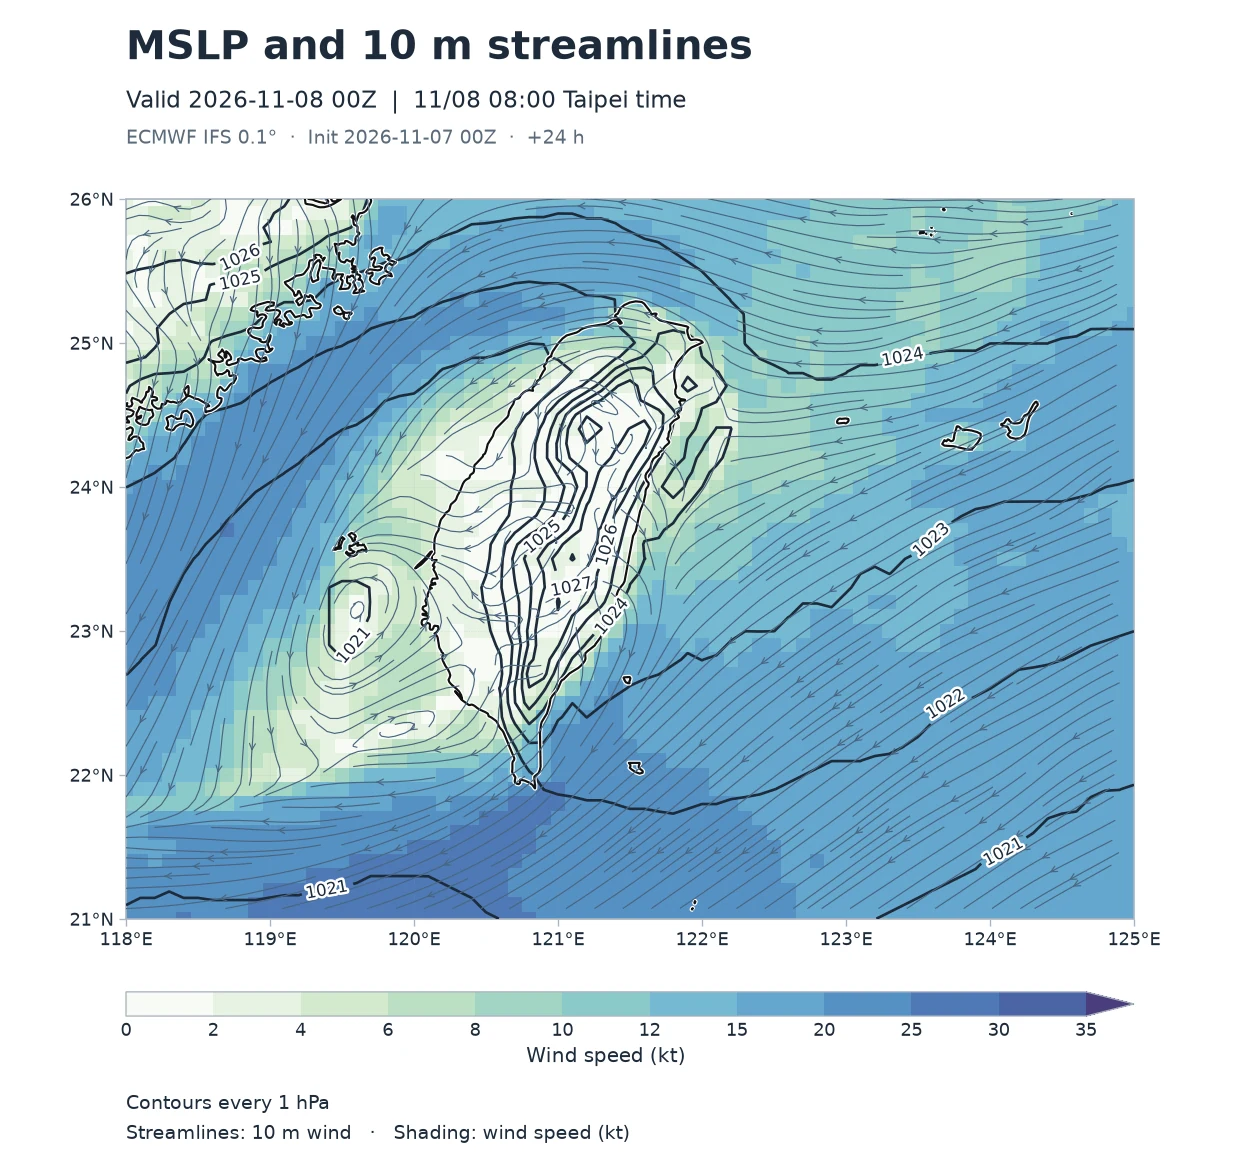 MSLP and 10 m streamlines
Valid 2026-11-08 00Z | 11/08 08:00 Taipei time
ECMWF IFS 0.1° · Init 2026-11-07 00Z · +24 h
26°N
1026
1025
25°N
1024
24°N
1025
1026
1023
1027
1024
23°N
1021
1022
22°N
1021
1021
21°N
118°E 119°E 120°E 121°E 122°E 123°E 124°E 125°E
0 2 4 6 8 10 12 15 20 25 30 35
Wind speed (kt)
Contours every 1 hPa
Streamlines: 10 m wind · Shading: wind speed (kt)